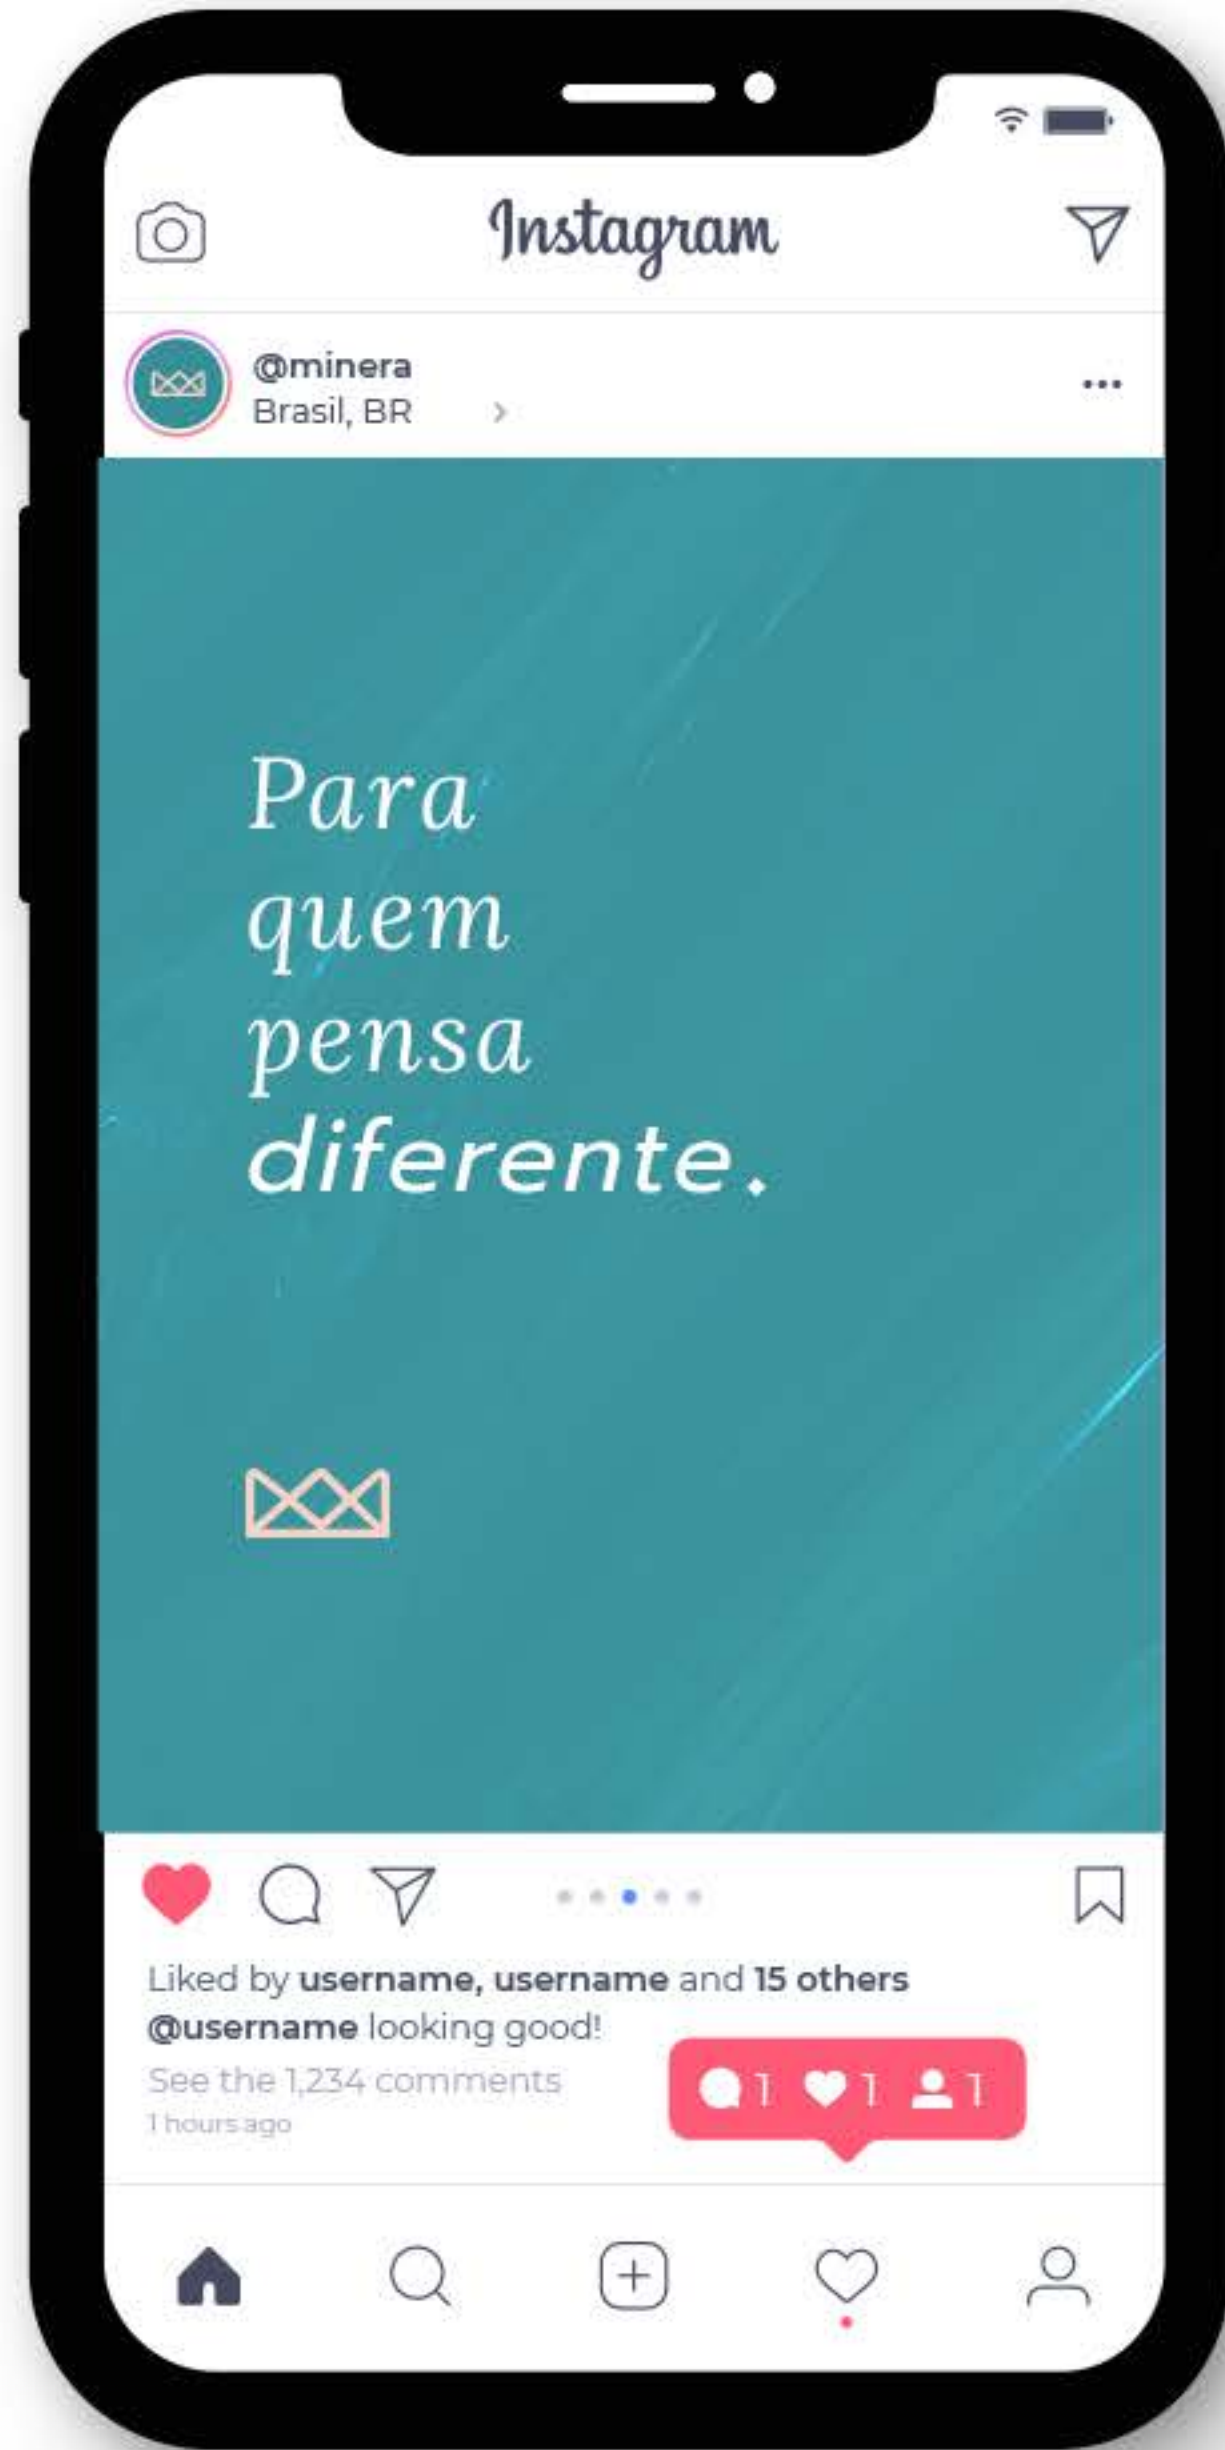 Instagram
@minera
Brasil, BR
Para
quem
pensa
diferente.
Liked by username, username and 15 others
@username looking good!
See the 1,234 comments
1 1 1
1 hours ago